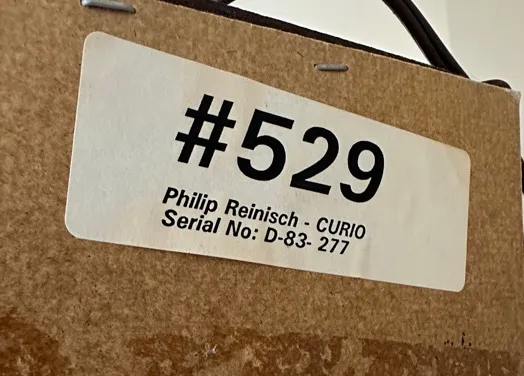 #529
Philip Reinisch - CURIO
Serial No: D-83- 277